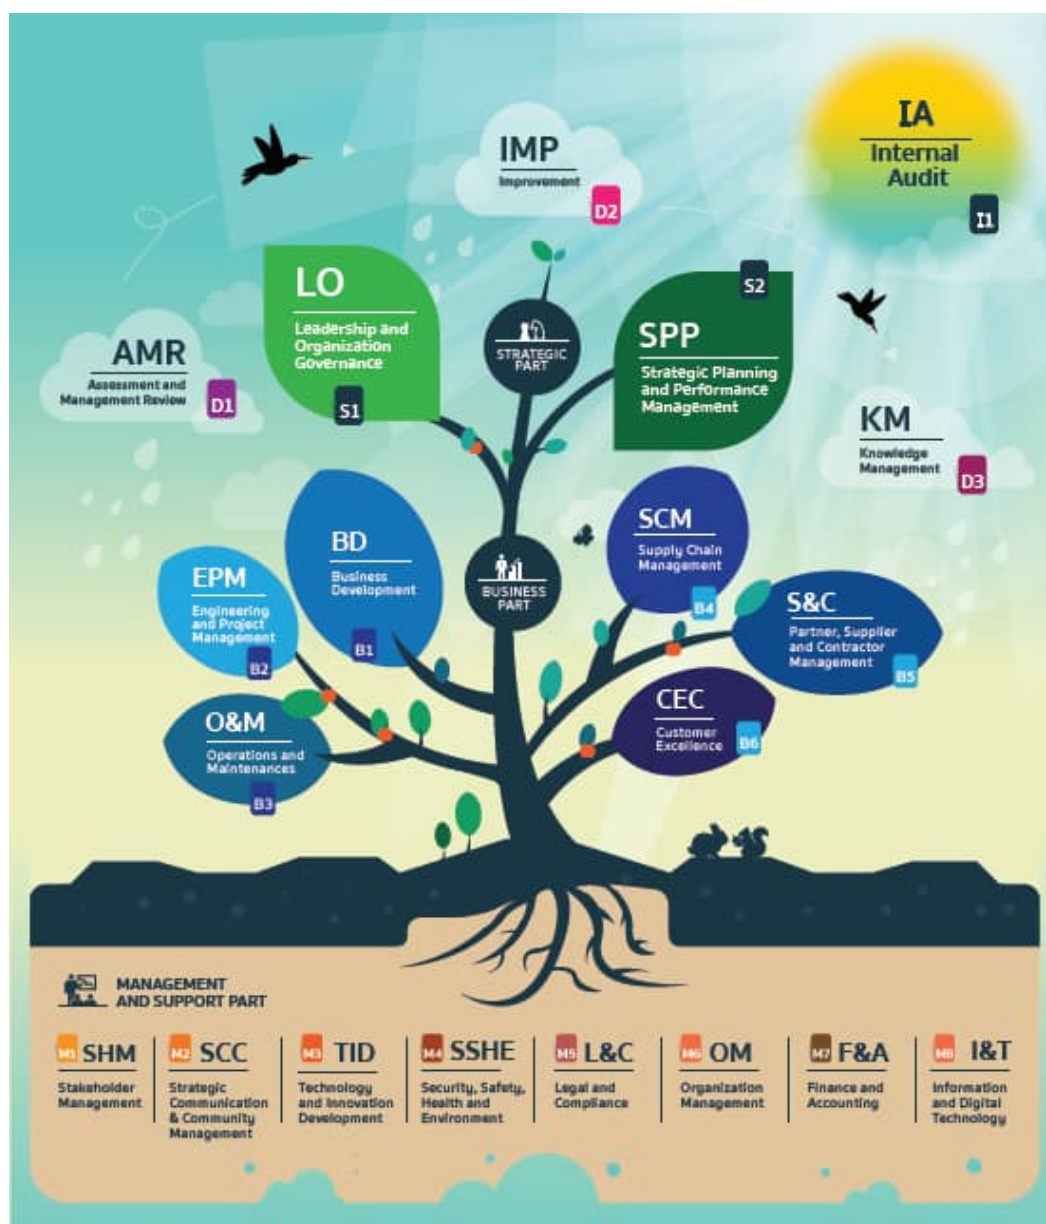 IMP
Improvement
D2
IA
Internal
Audit
I1
LO
Leadership and
Organization
Governance
S1
STRATEGIC
PART
S2
SPP
Strategic Planning
and Performance
Management
AMR
Assessment and
Management Review
D1
KM
Knowledge
Management
D3
BD
Business
Development
B1
BUSINESS
PART
SCM
Supply Chain
Management
B4
EPM
Engineering
and Project
Management
B2
S&C
Partner, Supplier
and Contractor
Management
B5
O&M
Operations and
Maintenances
B3
CEC
Customer
Excellence
B6
MANAGEMENT
AND SUPPORT PART
M1 SHM
Stakeholder
Management
M2 SCC
Strategic
Communication
& Community
Management
M3 TID
Technology
and Innovation
Development
M4 SSHE
Security, Safety,
Health and
Environment
M5 L&C
Legal and
Compliance
M6 OM
Organization
Management
M7 F&A
Finance and
Accounting
M8 I&T
Information
and Digital
Technology